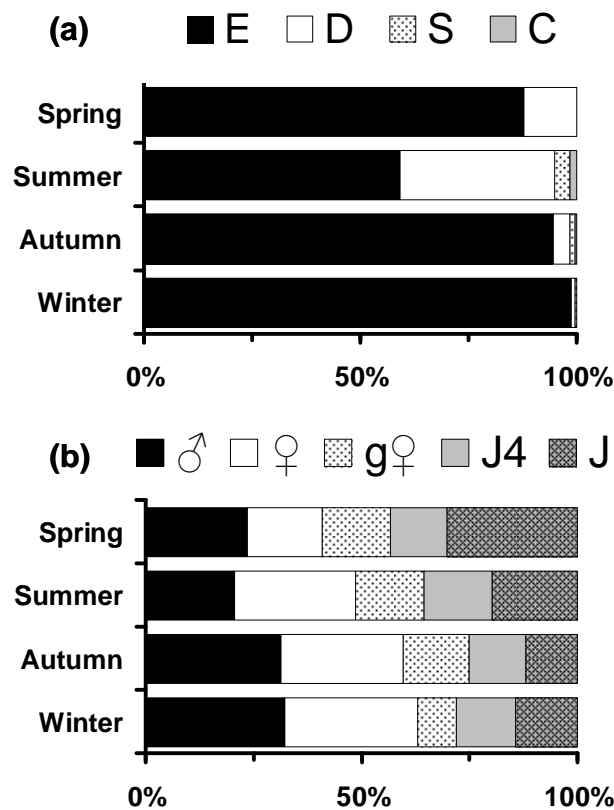 (a) E D S C
Spring
Summer
Autumn
Winter
0% 50% 100%
(b) ♂ ♀ g♀ J4 J
Spring
Summer
Autumn
Winter
0% 50% 100%